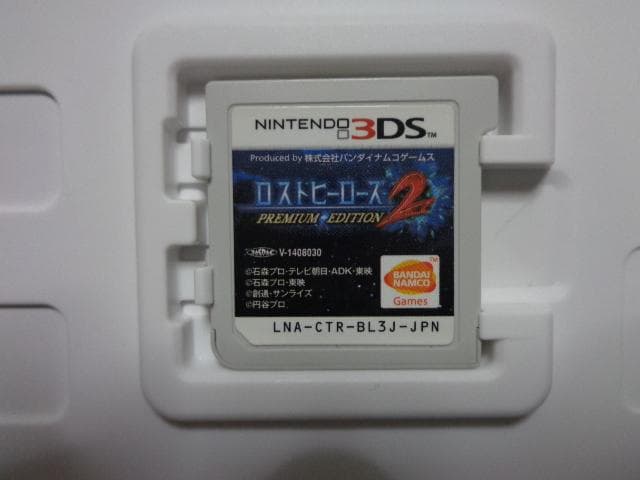 NINTENDO 3DS™
Produced by 株式会社バンダイナムコゲームス
ロストヒーローズ2
PREMIUM EDITION
V-1408030
©石森プロ・テレビ朝日・ADK・東映
©石森プロ・東映
©創通・サンライズ
©円谷プロ
BANDAI
NAMCO
Games
LNA-CTR-BL3J-JPN